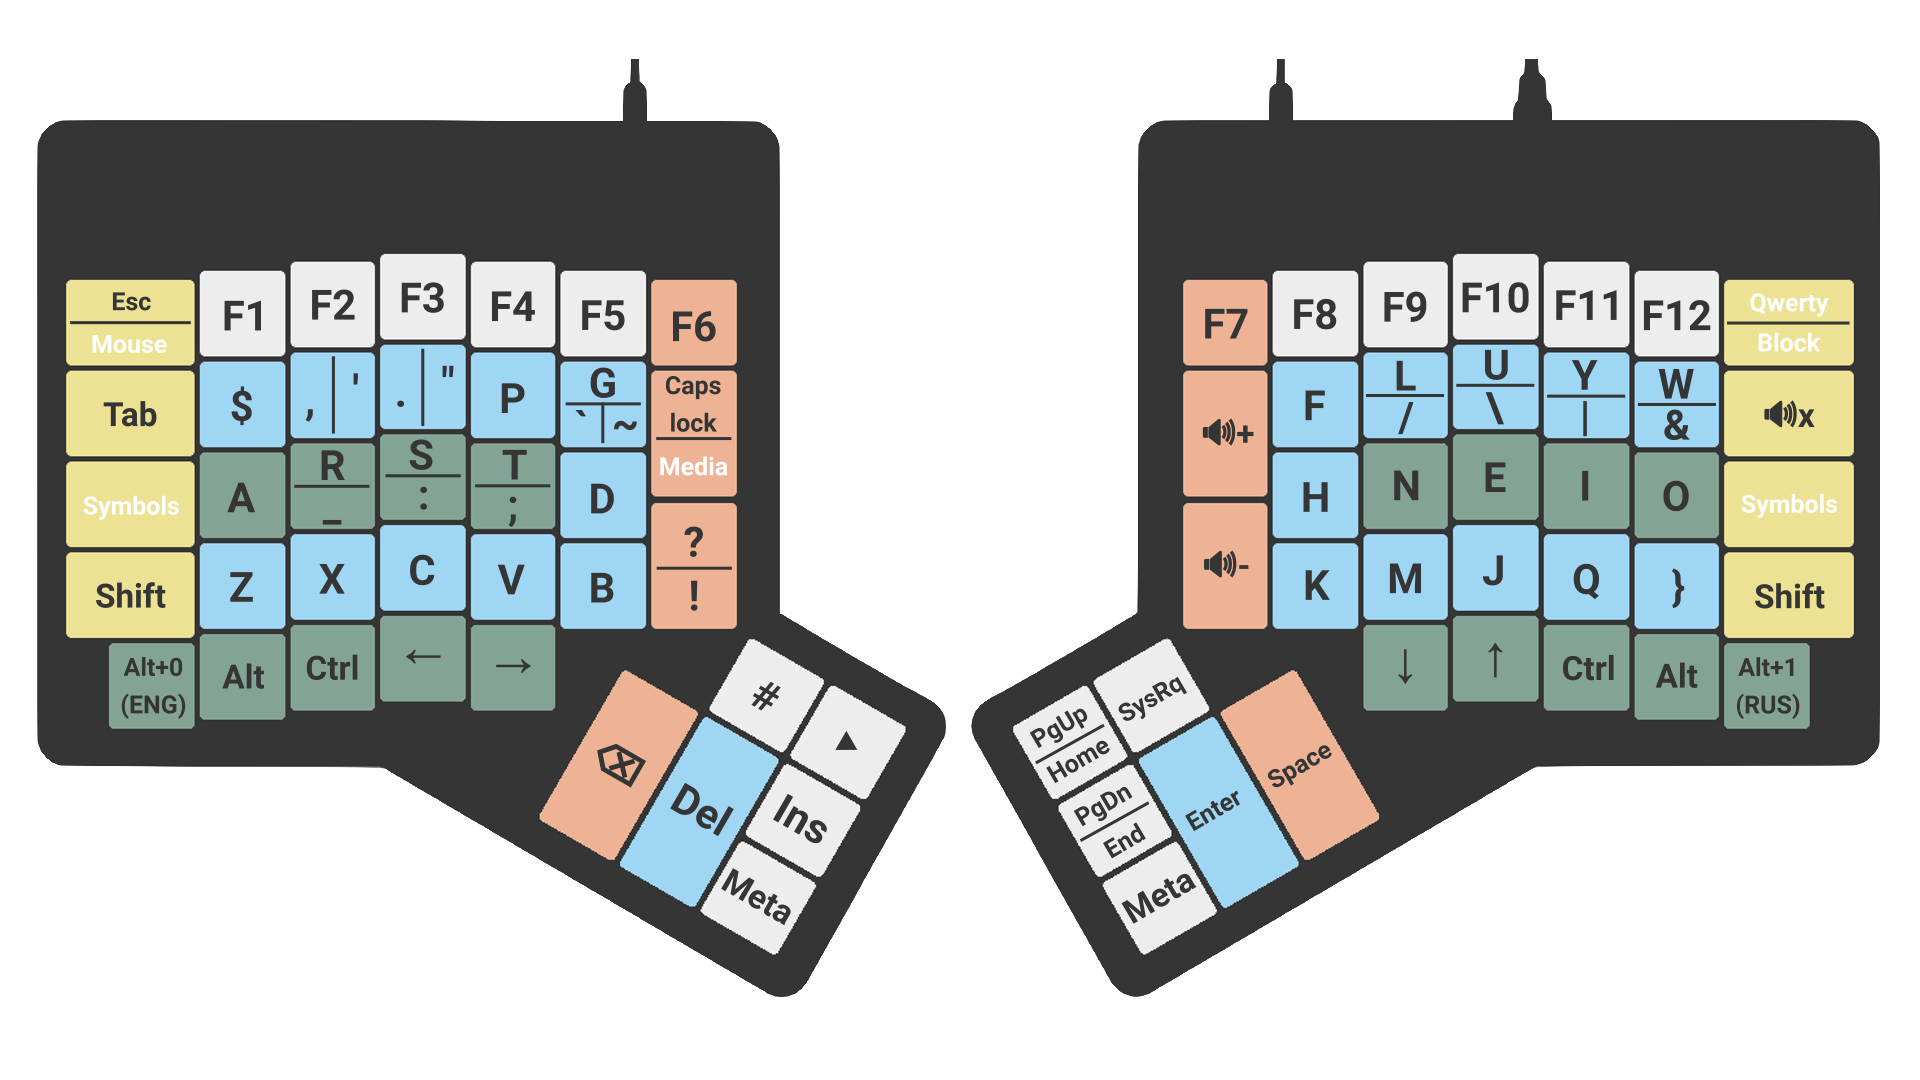 Esc
Mouse
F1
F2
F3
F4
F5
F6
Tab
$
, | '
. | "
P
G
` | ~
Caps
lock
Media
Symbols
A
R
_
S
:
T
;
D
?
!
Shift
Z
X
C
V
B
Alt+0
(ENG)
Alt
Ctrl
←
→
#
▲
Del
Ins
Meta
F7
F8
F9
F10
F11
F12
Qwerty
Block
+
F
L
/
U
\
Y
|
W
&
x
-
H
N
E
I
O
Symbols
K
M
J
Q
}
Shift
↓
↑
Ctrl
Alt
Alt+1
(RUS)
PgUp
Home
SysRq
PgDn
End
Enter
Space
Meta